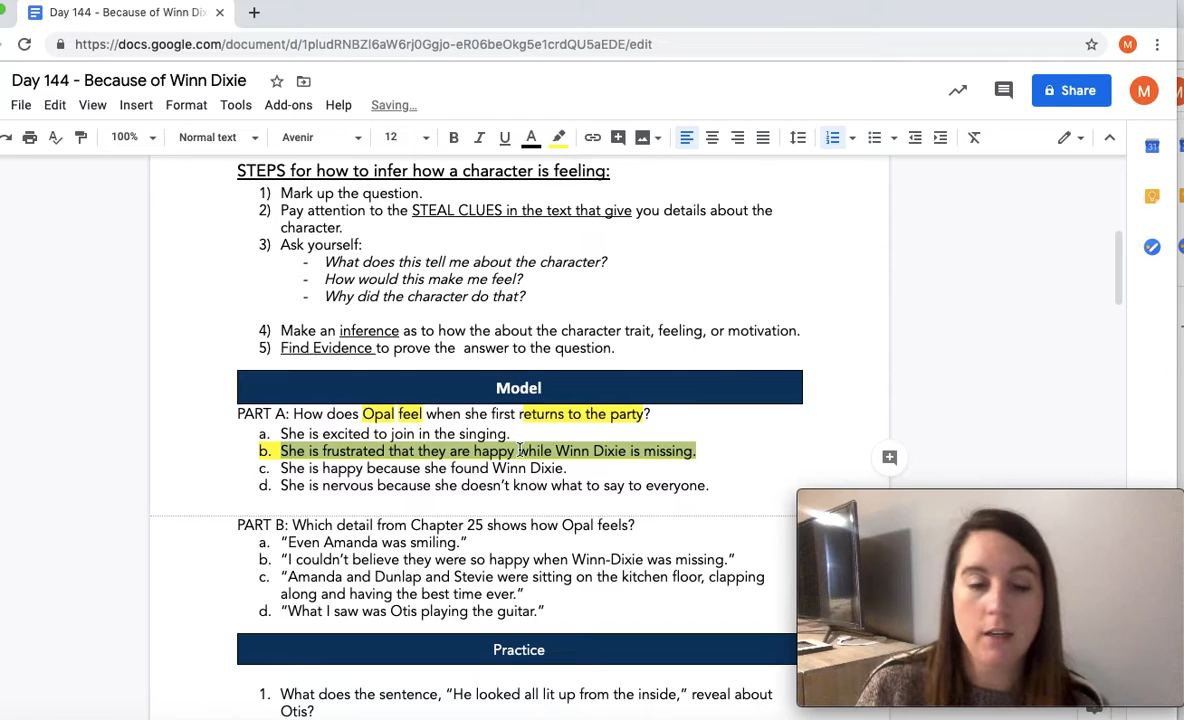 Day 144 - Because of Winn Di
https://docs.google.com/document/d/1pludRNBZI6aW6rj0Ggjo-eR06beOkg5e1crdQU5aEDE/edit
M
Day 144 - Because of Winn Dixie
File Edit View Insert Format Tools Add-ons Help Saving...
Share
M
100% Normal text Avenir 12 B I U A
31
STEPS for how to infer how a character is feeling:
1) Mark up the question.
2) Pay attention to the STEAL CLUES in the text that give you details about the
character.
3) Ask yourself:
- What does this tell me about the character?
- How would this make me feel?
- Why did the character do that?
4) Make an inference as to how the about the character trait, feeling, or motivation.
5) Find Evidence to prove the answer to the question.
Model
PART A: How does Opal feel when she first returns to the party?
a. She is excited to join in the singing.
b. She is frustrated that they are happy while Winn Dixie is missing.
c. She is happy because she found Winn Dixie.
d. She is nervous because she doesn't know what to say to everyone.
PART B: Which detail from Chapter 25 shows how Opal feels?
a. “Even Amanda was smiling.”
b. “I couldn't believe they were so happy when Winn-Dixie was missing.”
c. “Amanda and Dunlap and Stevie were sitting on the kitchen floor, clapping
along and having the best time ever.”
d. “What I saw was Otis playing the guitar.”
Practice
1. What does the sentence, “He looked all lit up from the inside,” reveal about
Otis?